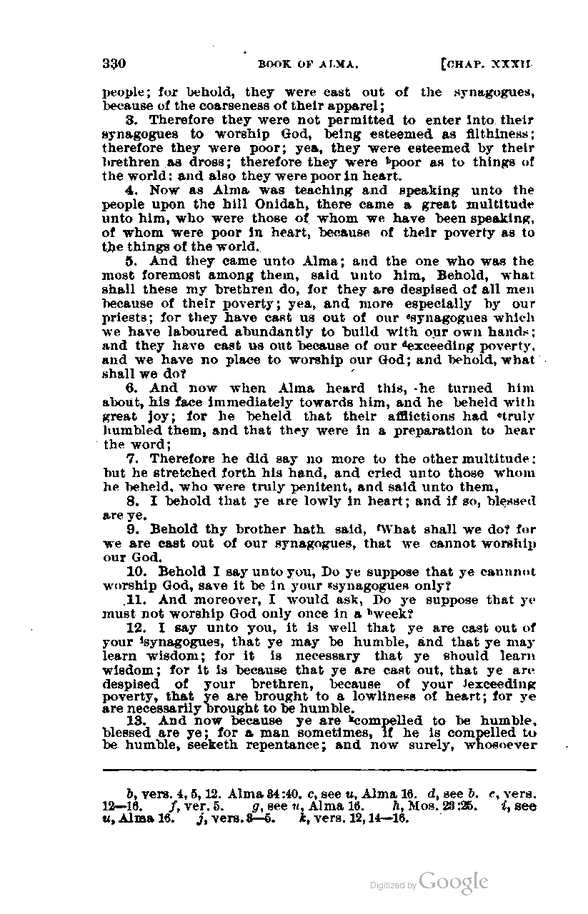 330 BOOK OF ALMA. [CHAP. XXXII.
people; for behold, they were cast out of the synagogues,
because of the coarseness of their apparel;
3. Therefore they were not permitted to enter into their
synagogues to worship God, being esteemed as filthiness;
therefore they were poor; yea, they were esteemed by their
brethren as dross; therefore they were ᵇpoor as to things of
the world; and also they were poor in heart.
4. Now as Alma was teaching and speaking unto the
people upon the hill Onidah, there came a great multitude
unto him, who were those of whom we have been speaking,
of whom were poor in heart, because of their poverty as to
the things of the world.
5. And they came unto Alma; and the one who was the
most foremost among them, said unto him, Behold, what
shall these my brethren do, for they are despised of all men
because of their poverty; yea, and more especially by our
priests; for they have cast us out of our ᶜsynagogues which
we have laboured abundantly to build with our own hands;
and they have cast us out because of our ᵈexceeding poverty,
and we have no place to worship our God; and behold, what
shall we do?
6. And now when Alma heard this, he turned him
about, his face immediately towards him, and he beheld with
great joy; for he beheld that their afflictions had ᵉtruly
humbled them, and that they were in a preparation to hear
the word;
7. Therefore he did say no more to the other multitude;
but he stretched forth his hand, and cried unto those whom
he beheld, who were truly penitent, and said unto them,
8. I behold that ye are lowly in heart; and if so, blessed
are ye.
9. Behold thy brother hath said, ᶠWhat shall we do? for
we are cast out of our synagogues, that we cannot worship
our God.
10. Behold I say unto you, Do ye suppose that ye cannnot
worship God, save it be in your ᵍsynagogues only?
11. And moreover, I would ask, Do ye suppose that ye
must not worship God only once in a ʰweek?
12. I say unto you, it is well that ye are cast out of
your ⁱsynagogues, that ye may be humble, and that ye may
learn wisdom; for it is necessary that ye should learn
wisdom; for it is because that ye are cast out, that ye are
despised of your brethren, because of your ʲexceeding
poverty, that ye are brought to a lowliness of heart; for ye
are necessarily brought to be humble.
13. And now because ye are ᵏcompelled to be humble,
blessed are ye; for a man sometimes, if he is compelled to
be humble, seeketh repentance; and now surely, whosoever
b, vers. 4, 5, 12. Alma 34:40. c, see u, Alma 16. d, see b. e, vers.
12—16. f, ver. 5. g, see u, Alma 16. h, Mos. 23:25. i, see
u, Alma 16. j, vers. 3—5. k, vers. 12, 14—16.
Digitized by Google